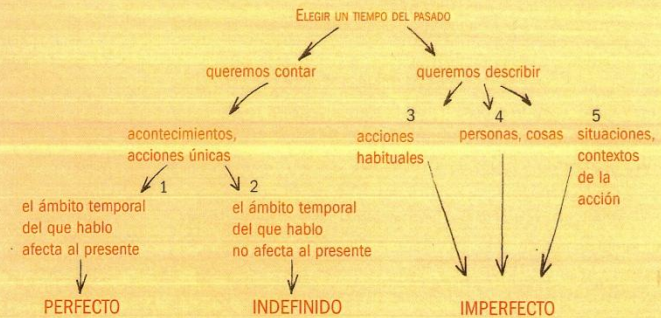 ELEGIR UN TIEMPO DEL PASADO
queremos contar
queremos describir
acontecimientos,
acciones únicas
3
acciones
habituales
4
personas, cosas
5
situaciones,
contextos
de la
acción
1
el ámbito temporal
del que hablo
afecta al presente
2
el ámbito temporal
del que hablo
no afecta al presente
PERFECTO
INDEFINIDO
IMPERFECTO